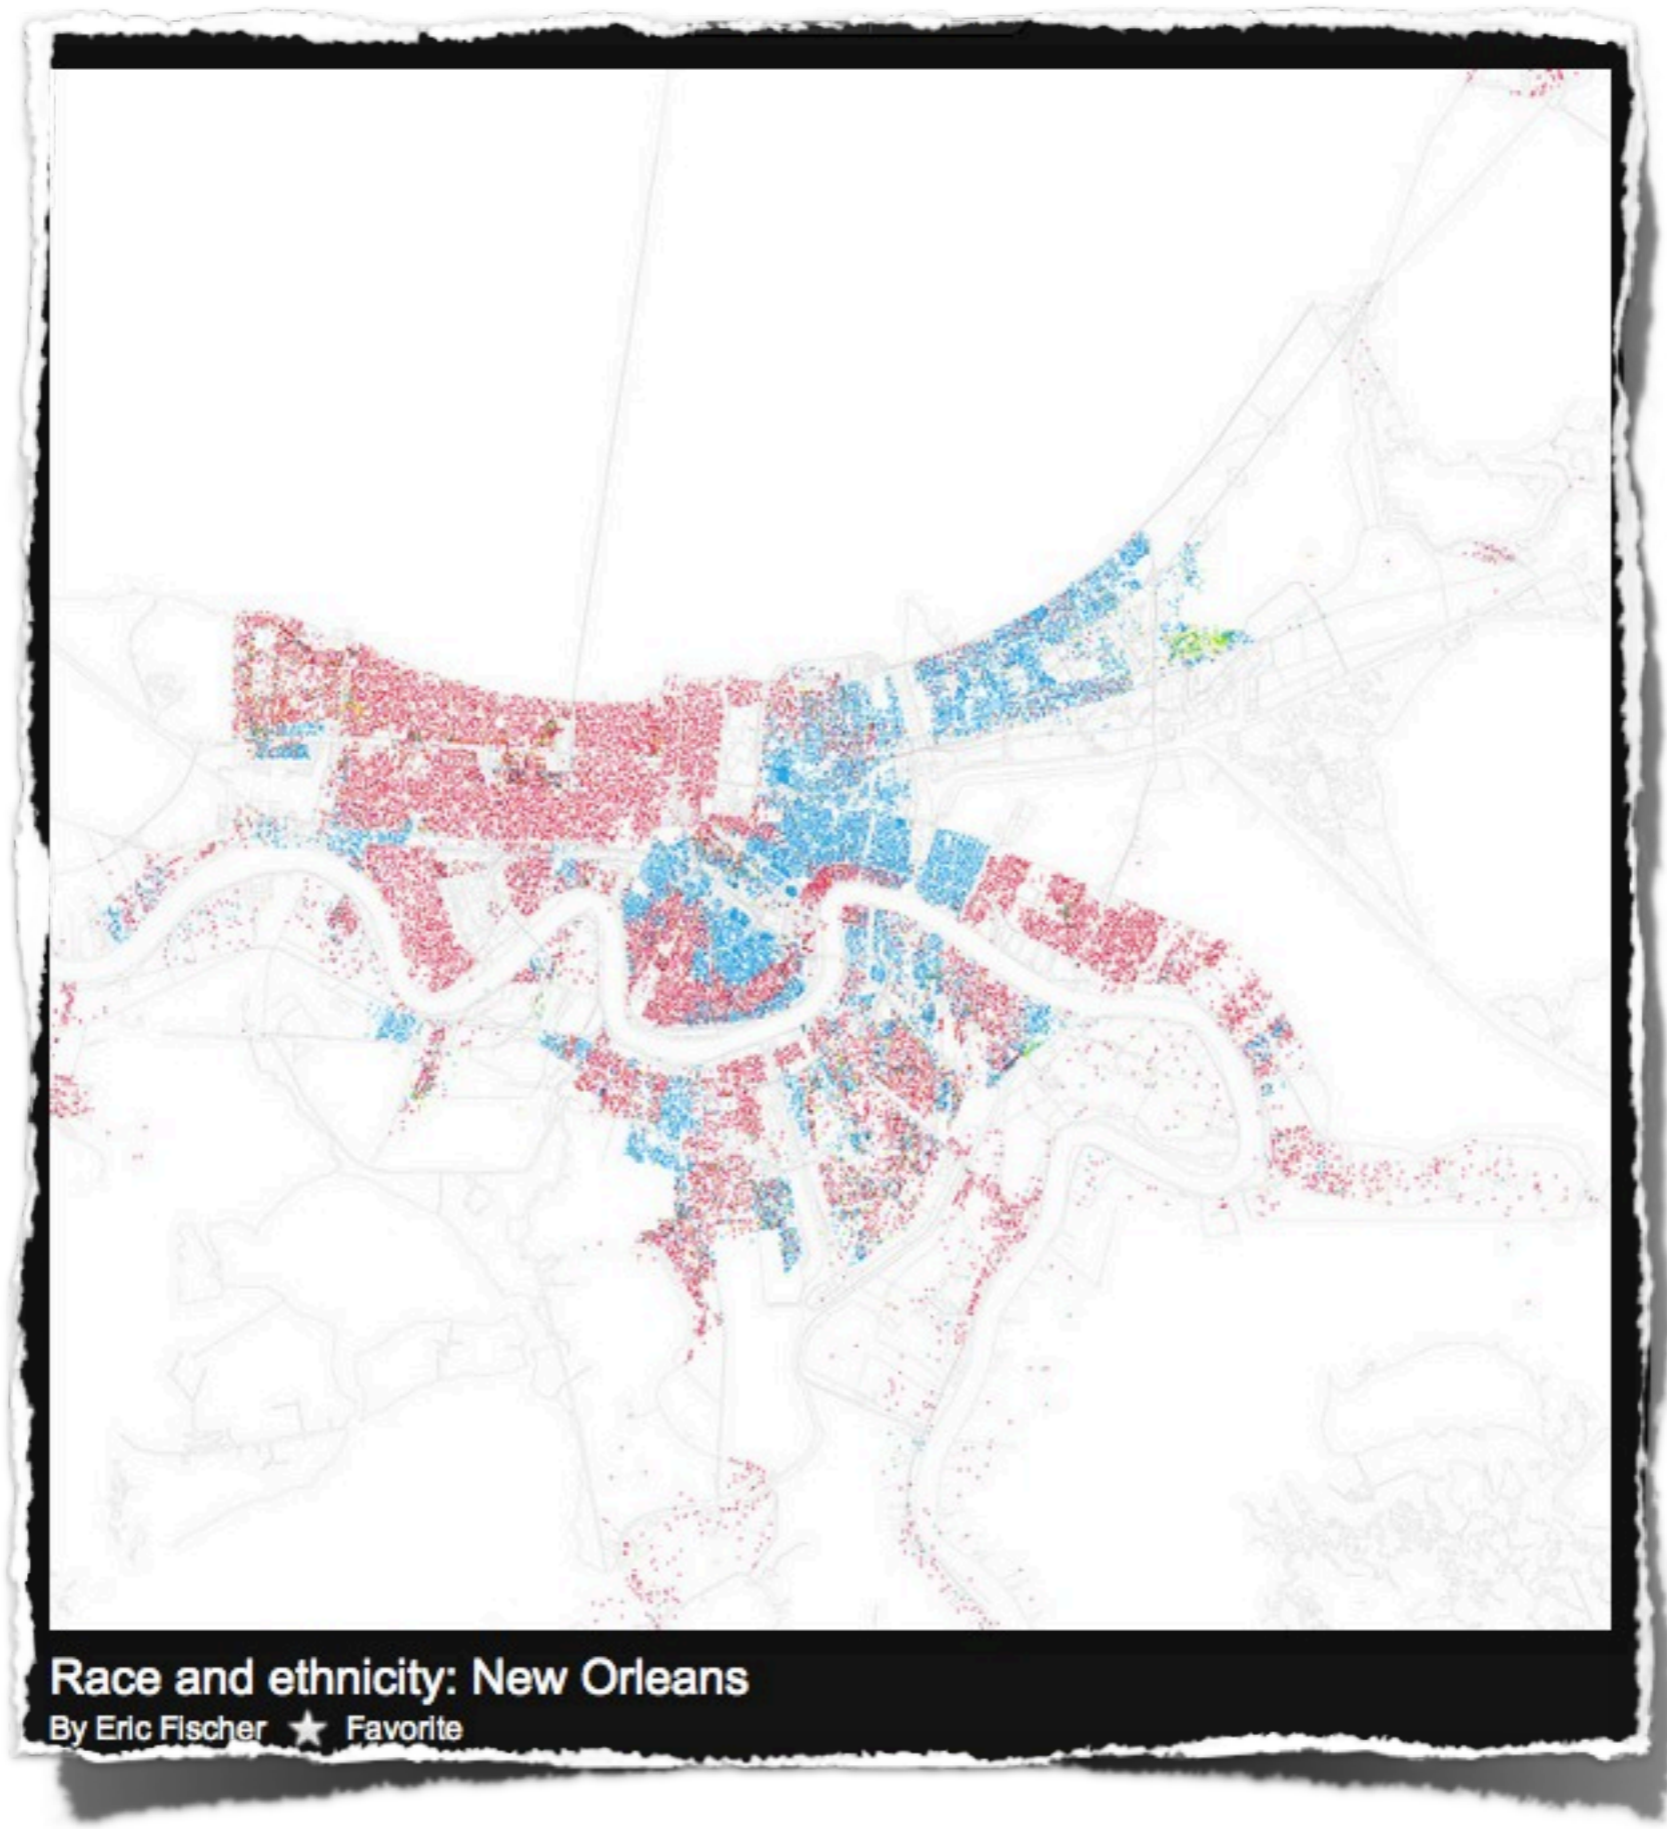 Race and ethnicity: New Orleans
By Eric Fischer ★ Favorite